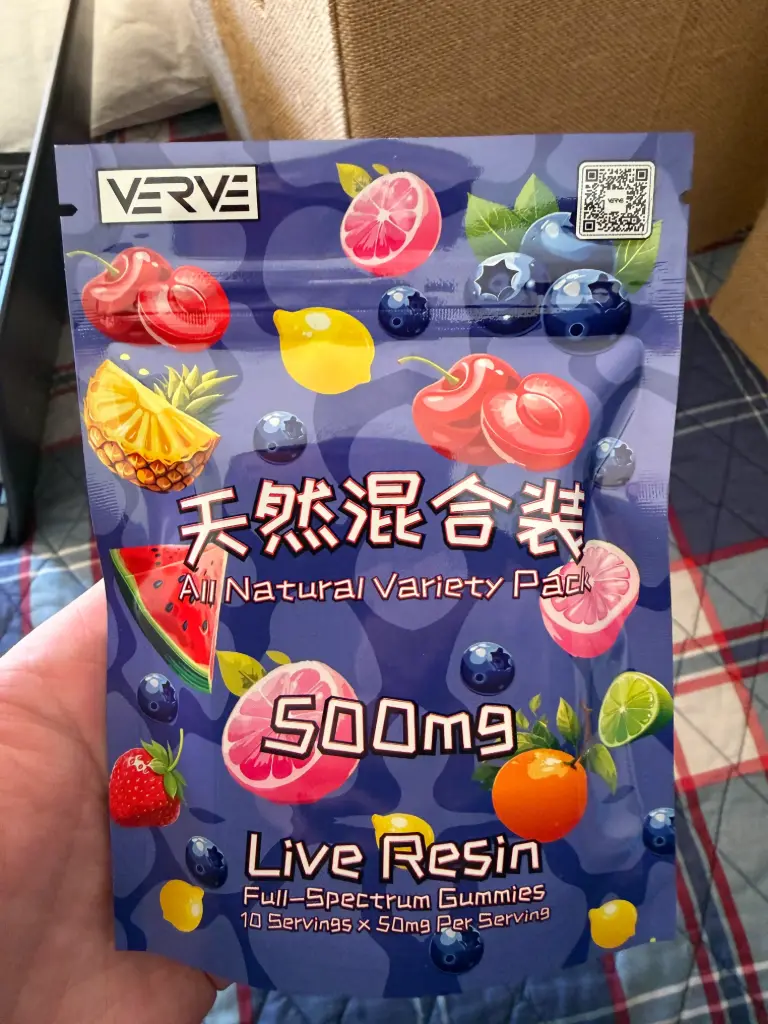 VERVE
VERVE
天然混合装
All Natural Variety Pack
500mg
Live Resin
Full-Spectrum Gummies
10 Servings x 50mg Per Serving